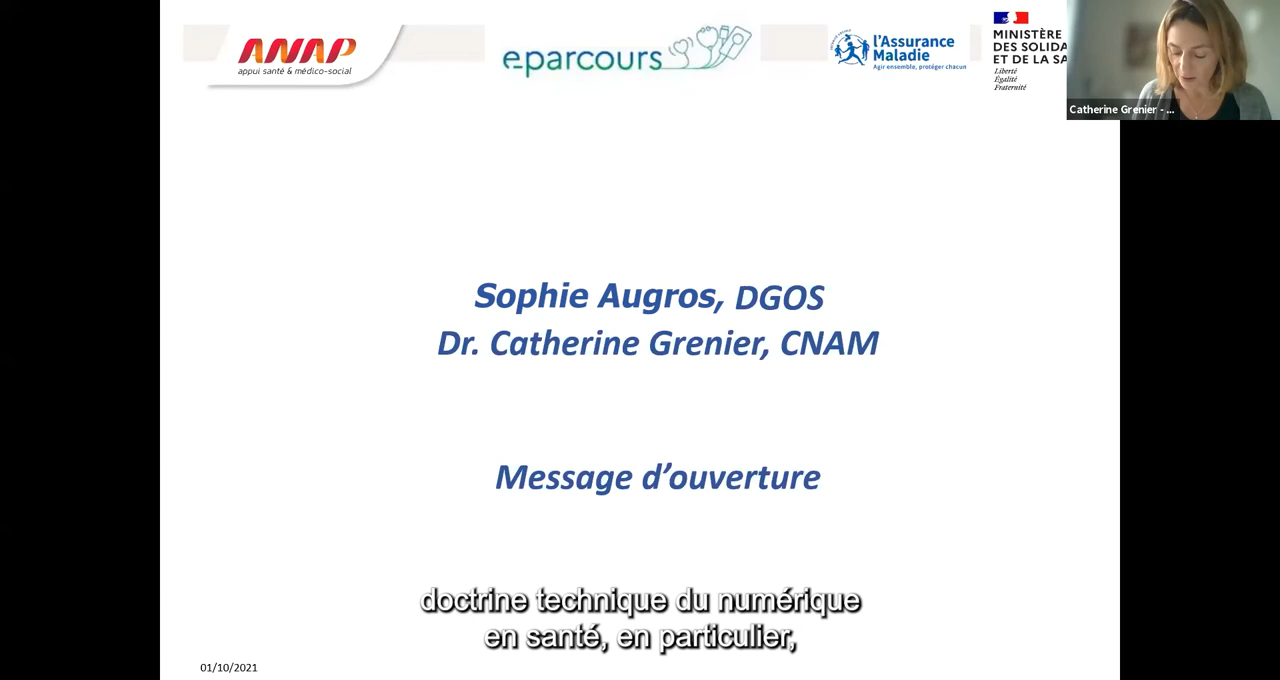 ANAP
appui santé & médico-social
eparcours
l'Assurance
Maladie
Agir ensemble, protéger chacun
MINISTÈRE
DES SOLIDA
ET DE LA SA
Liberté
Égalité
Fraternité
Catherine Grenier - ...
Sophie Augros, DGOS
Dr. Catherine Grenier, CNAM
Message d'ouverture
doctrine technique du numérique
en santé, en particulier,
01/10/2021